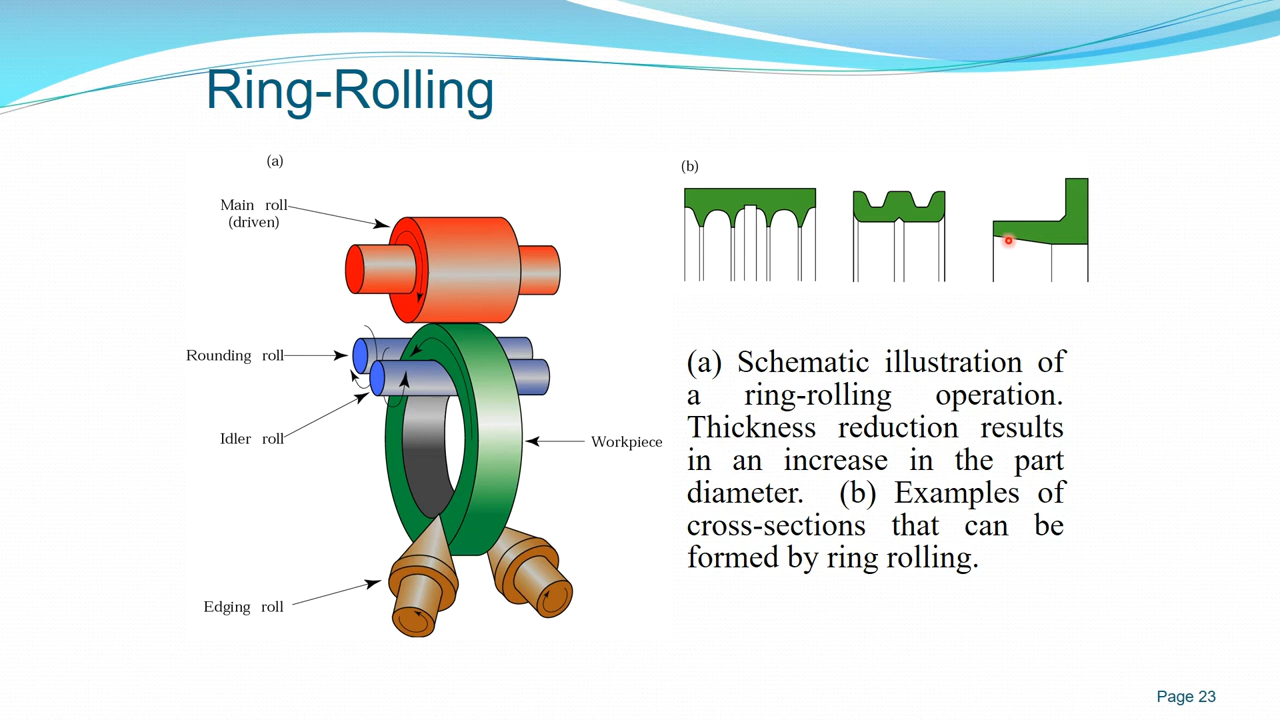 Ring-Rolling
(a)
Main roll
(driven)
Rounding roll
Idler roll
Workpiece
Edging roll
(b)
(a) Schematic illustration of
a ring-rolling operation.
Thickness reduction results
in an increase in the part
diameter. (b) Examples of
cross-sections that can be
formed by ring rolling.
Page 23